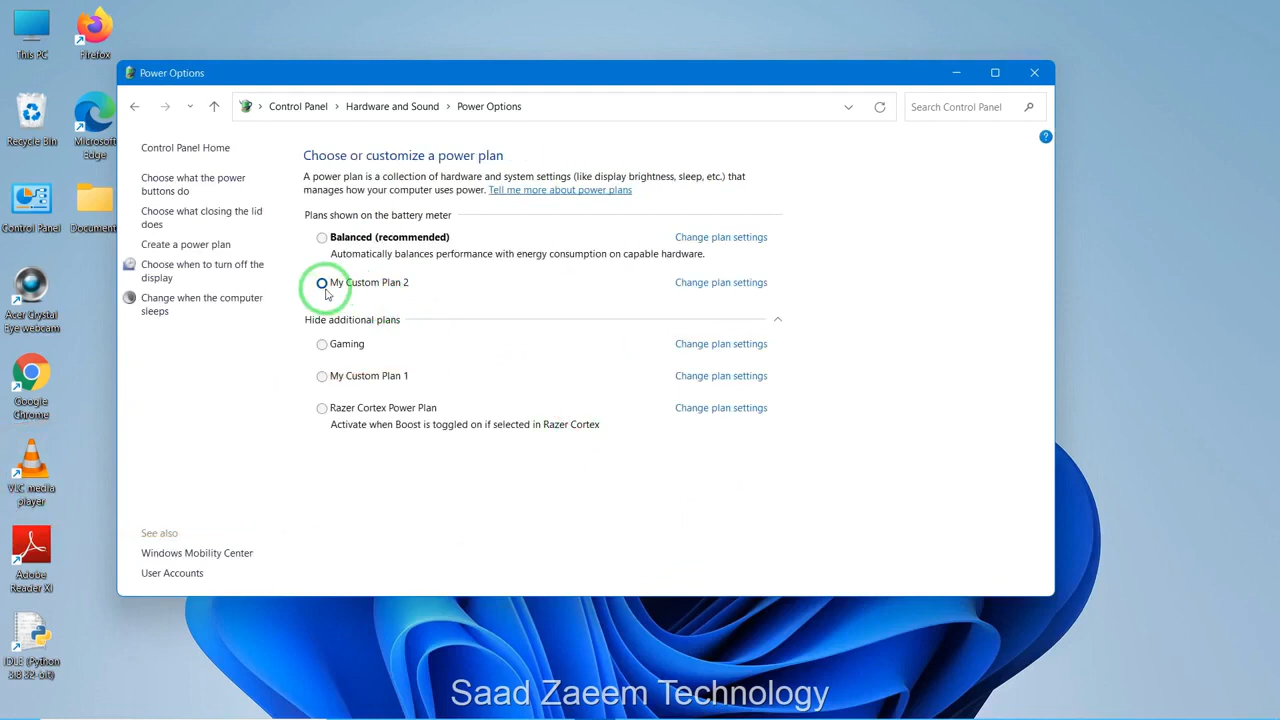 This PC
Firefox
Recycle Bin
Microsoft
Edge
Control Panel
Document
Acer Crystal
Eye webcam
Google
Chrome
VLC media
player
Adobe
Reader XI
IDLE (Python
3.8 32-bit)
Power Options
Control Panel > Hardware and Sound > Power Options
Search Control Panel
Control Panel Home
Choose what the power
buttons do
Choose what closing the lid
does
Create a power plan
Choose when to turn off the
display
Change when the computer
sleeps
See also
Windows Mobility Center
User Accounts
Choose or customize a power plan
A power plan is a collection of hardware and system settings (like display brightness, sleep, etc.) that
manages how your computer uses power. Tell me more about power plans
Plans shown on the battery meter
Balanced (recommended) Change plan settings
Automatically balances performance with energy consumption on capable hardware.
My Custom Plan 2 Change plan settings
Hide additional plans
Gaming Change plan settings
My Custom Plan 1 Change plan settings
Razer Cortex Power Plan Change plan settings
Activate when Boost is toggled on if selected in Razer Cortex
Saad Zaeem Technology